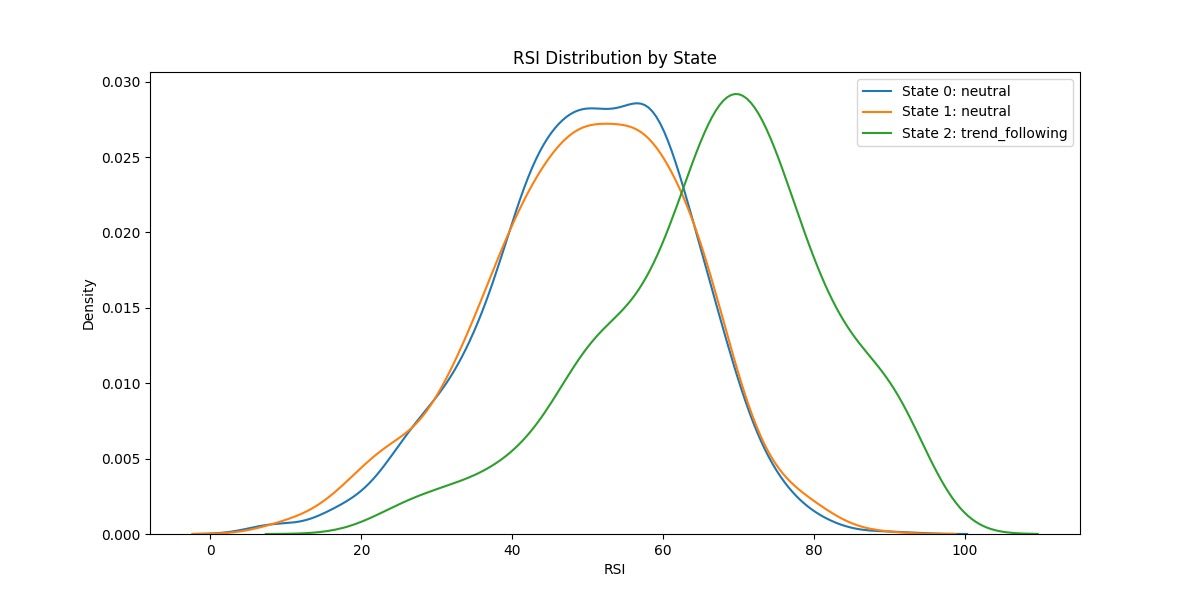 RSI Distribution by State
State 0: neutral
State 1: neutral
State 2: trend_following
Density
0.030
0.025
0.020
0.015
0.010
0.005
0.000
0 20 40 60 80 100
RSI